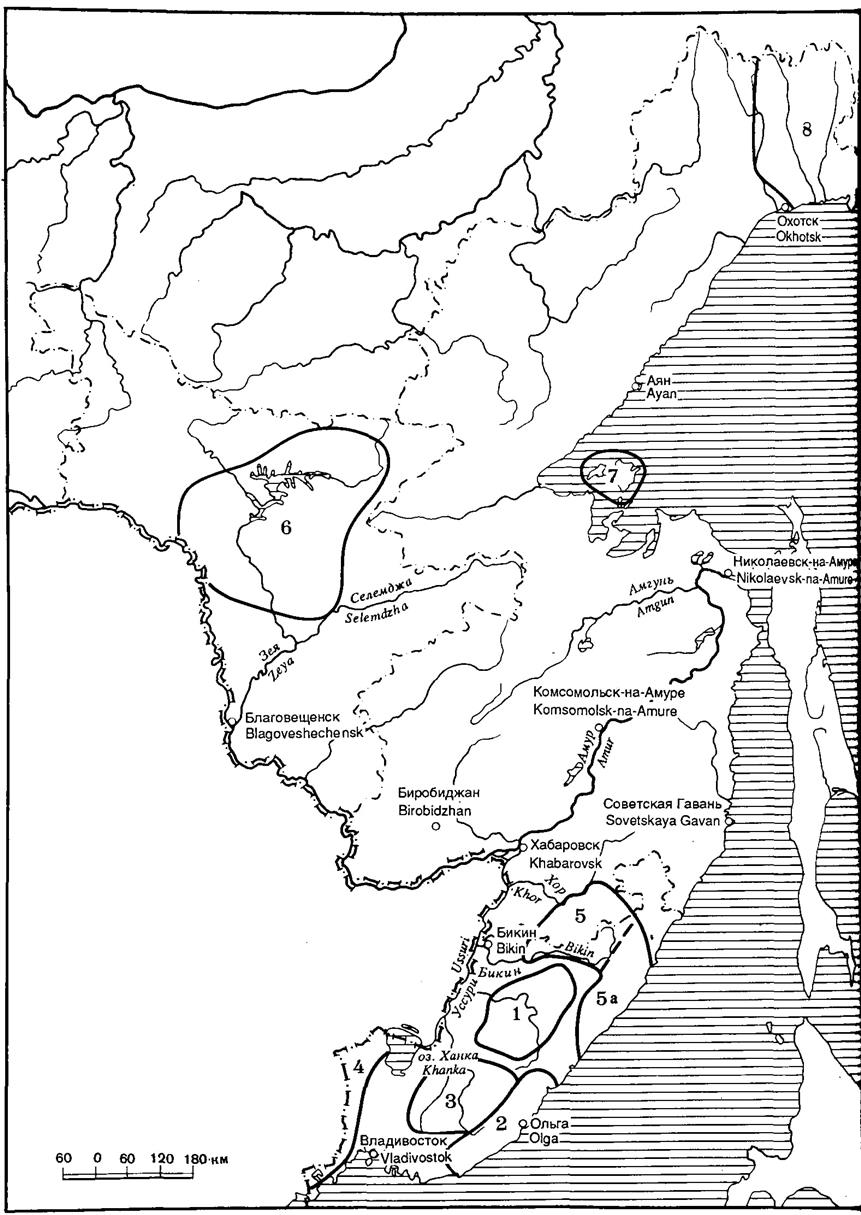 8
Охотск
Okhotsk
Аян
Ayan
7
6
Николаевск-на-Амуре
Nikolaevsk-na-Amure
Селемджа
Selemdzha
Амгунь
Amgun
Зея
Zeya
Комсомольск-на-Амуре
Komsomolsk-na-Amure
Благовещенск
Blagoveshechensk
Амур
Amur
Биробиджан
Birobidzhan
Советская Гавань
Sovetskaya Gavan
Хабаровск
Khabarovsk
Хор
Khor
5
Бикин
Bikin
Bikin
Ussuri
Бикин
Уссури
5a
1
оз. Ханка
Khanka
4
3
2
Ольга
Olga
Владивосток
Vladivostok
60 0 60 120 180 км